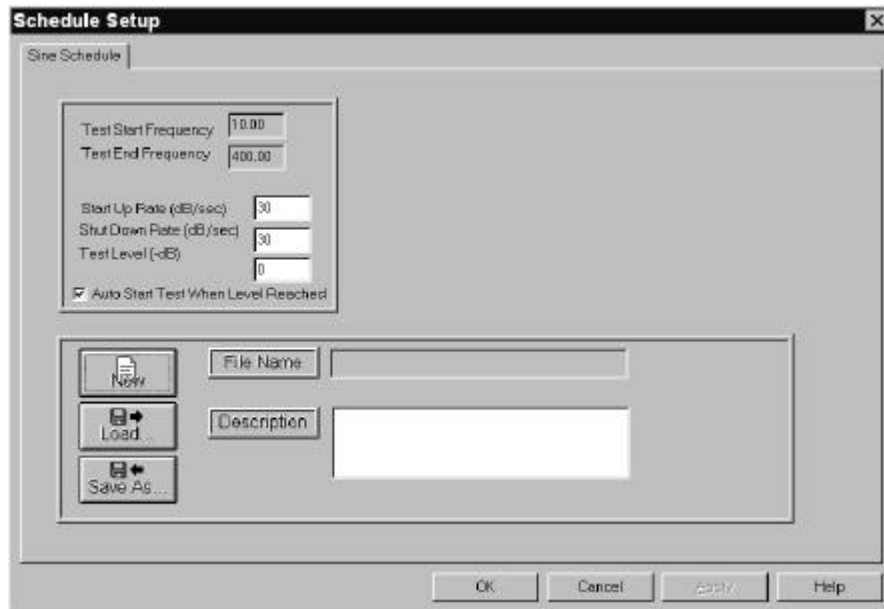 Schedule Setup
Sine Schedule
Test Start Frequency 10.00
Test End Frequency 400.00
Start Up Rate (dB/sec) 30
Shut Down Rate (dB/sec) 30
Test Level (-dB) 0
Auto Start Test When Level Reached
New File Name
Load... Description
Save As...
OK Cancel Apply Help